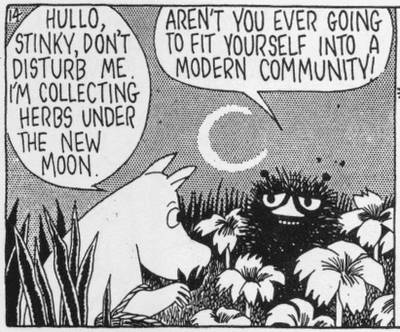 14
HULLO,
STINKY, DON'T
DISTURB ME.
I'M COLLECTING
HERBS UNDER
THE NEW
MOON.
AREN'T YOU EVER GOING
TO FIT YOURSELF INTO A
MODERN COMMUNITY!